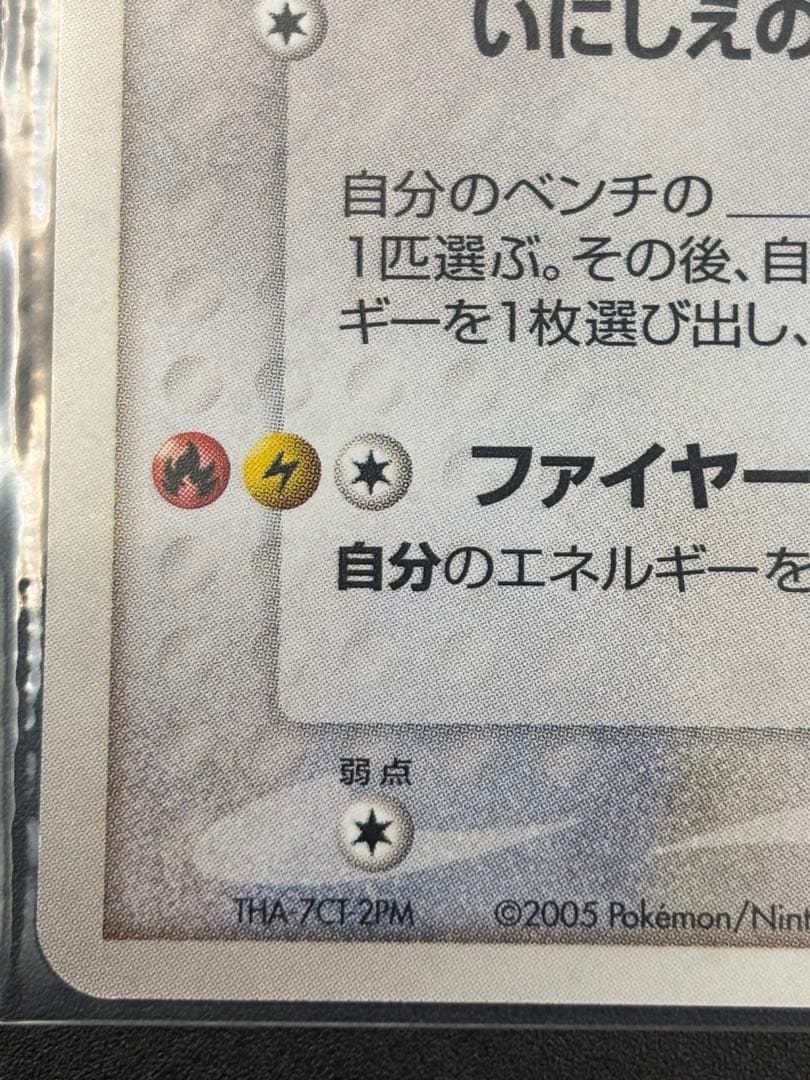 いにしえの
自分のベンチの ___
1匹選ぶ。その後、自
ギーを1枚選び出し、
ファイヤー
自分のエネルギーを
弱点
THA-7CT-2PM
©2005 Pokémon/Nint